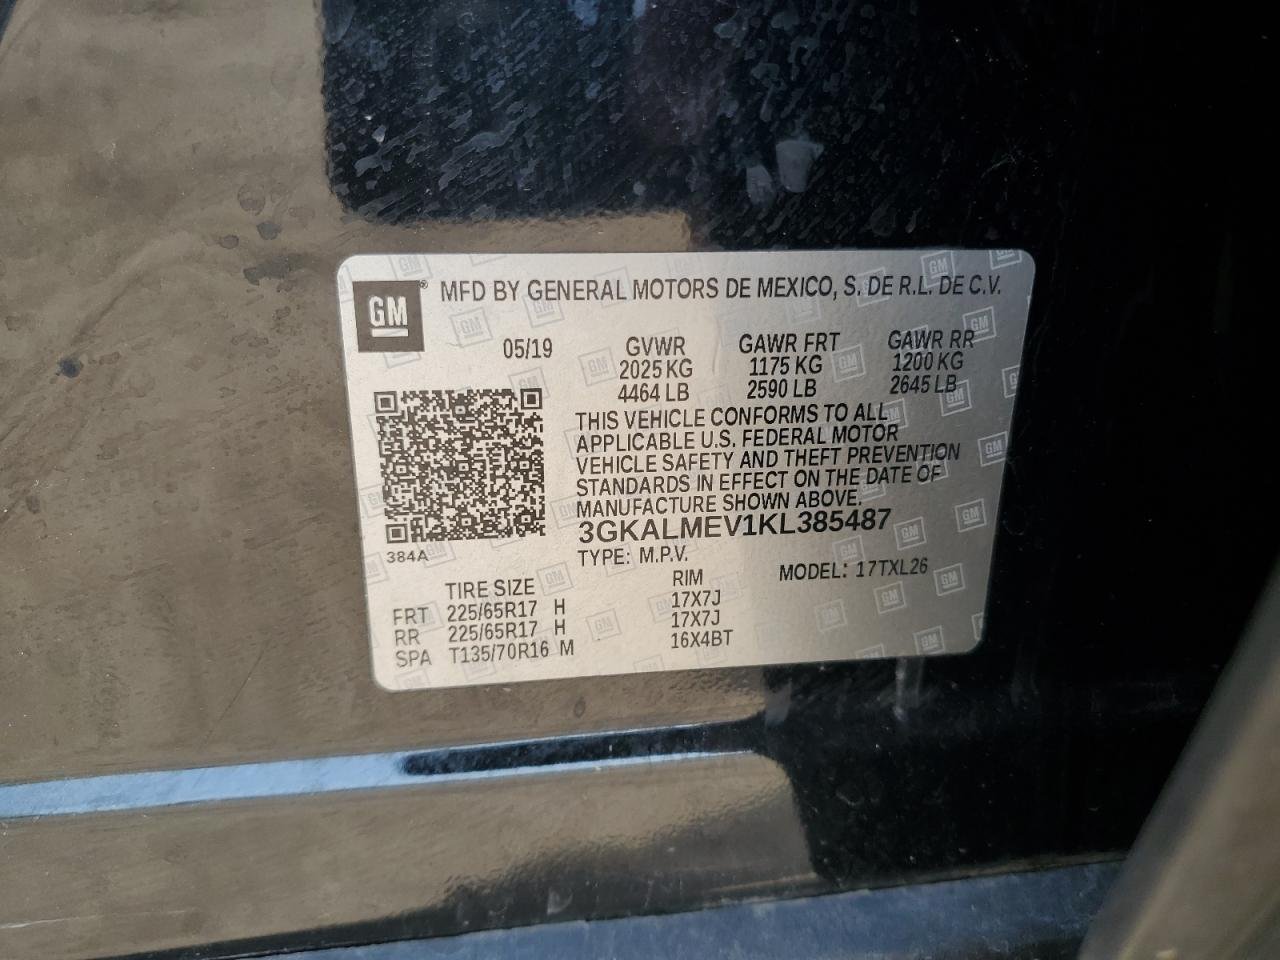 GM
MFD BY GENERAL MOTORS DE MEXICO, S. DE R.L. DE C.V.
05/19 GVWR GAWR FRT GAWR RR
2025 KG 1175 KG 1200 KG
4464 LB 2590 LB 2645 LB
THIS VEHICLE CONFORMS TO ALL
APPLICABLE U.S. FEDERAL MOTOR
VEHICLE SAFETY AND THEFT PREVENTION
STANDARDS IN EFFECT ON THE DATE OF
MANUFACTURE SHOWN ABOVE.
3GKALMEV1KL385487
384A
TYPE: M.P.V. MODEL: 17TXL26
TIRE SIZE RIM
FRT 225/65R17 H 17X7J
RR 225/65R17 H 17X7J
SPA T135/70R16 M 16X4BT